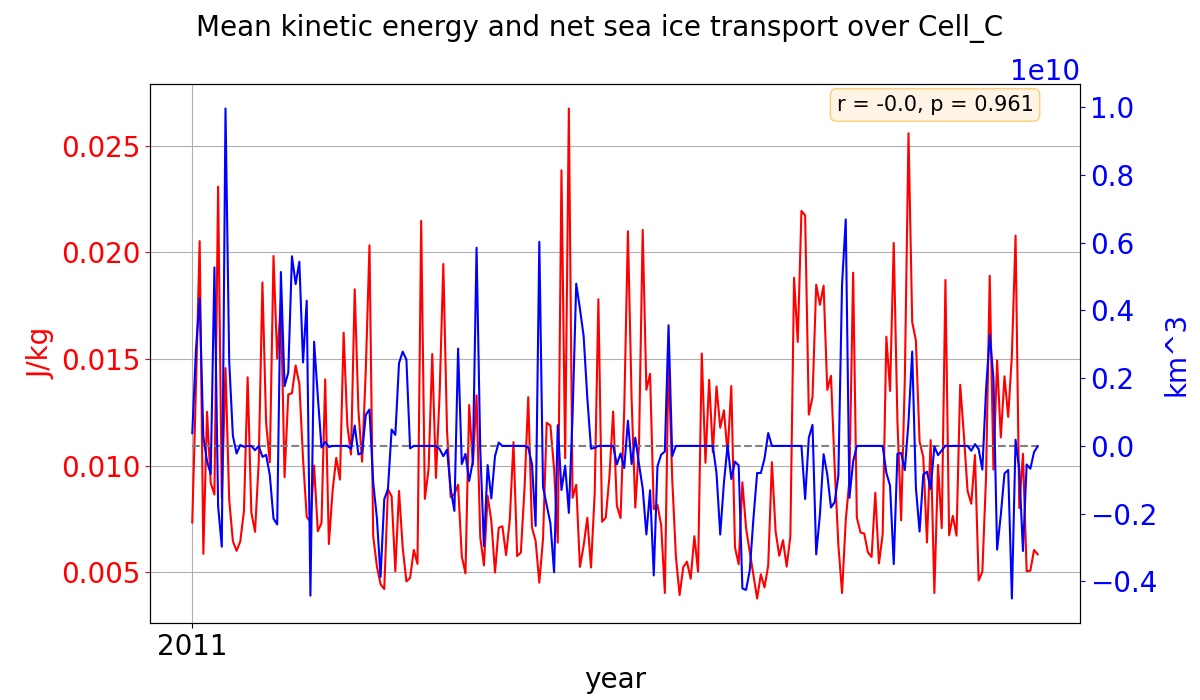 Mean kinetic energy and net sea ice transport over Cell_C
1e10
r = -0.0, p = 0.961
0.025
0.020
0.015
0.010
0.005
J/kg
1.0
0.8
0.6
0.4
0.2
0.0
−0.2
−0.4
km^3
2011
year